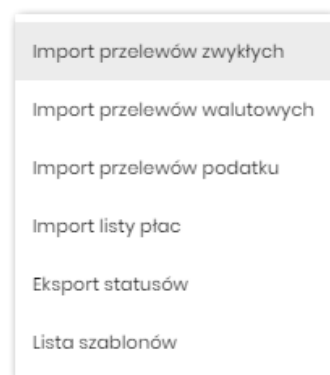 Import przelewów zwykłych
Import przelewów walutowych
Import przelewów podatku
Import listy płac
Eksport statusów
Lista szablonów